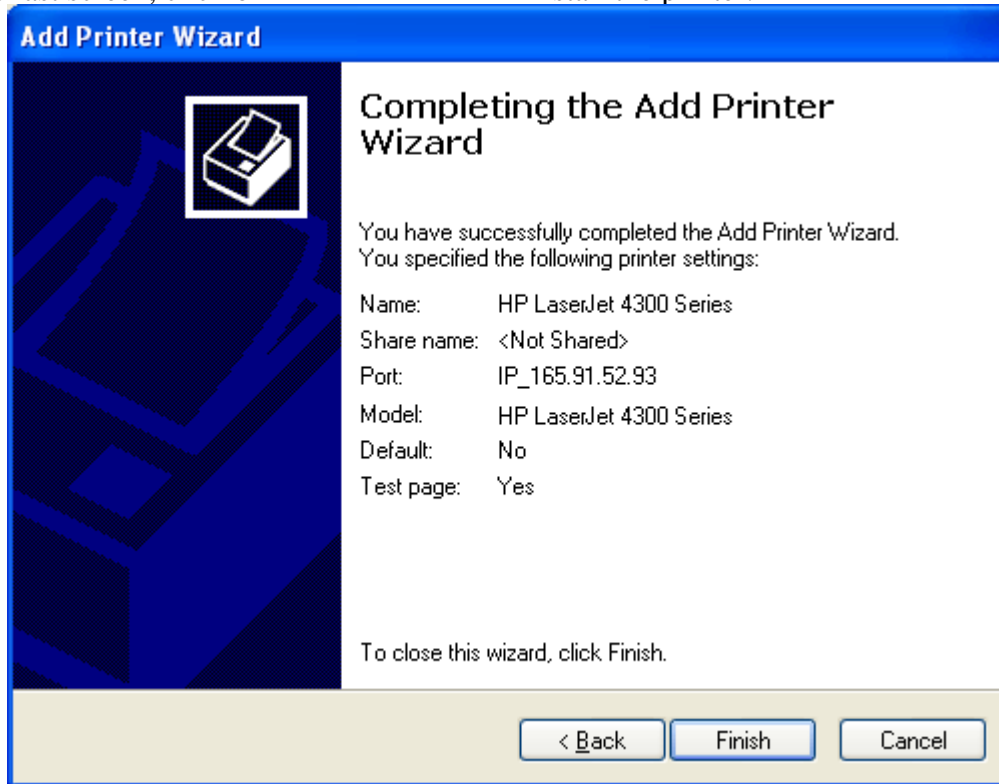 Add Printer Wizard
Completing the Add Printer
Wizard
You have successfully completed the Add Printer Wizard.
You specified the following printer settings:
Name: HP LaserJet 4300 Series
Share name: <Not Shared>
Port: IP_165.91.52.93
Model: HP LaserJet 4300 Series
Default: No
Test page: Yes
To close this wizard, click Finish.
< Back Finish Cancel